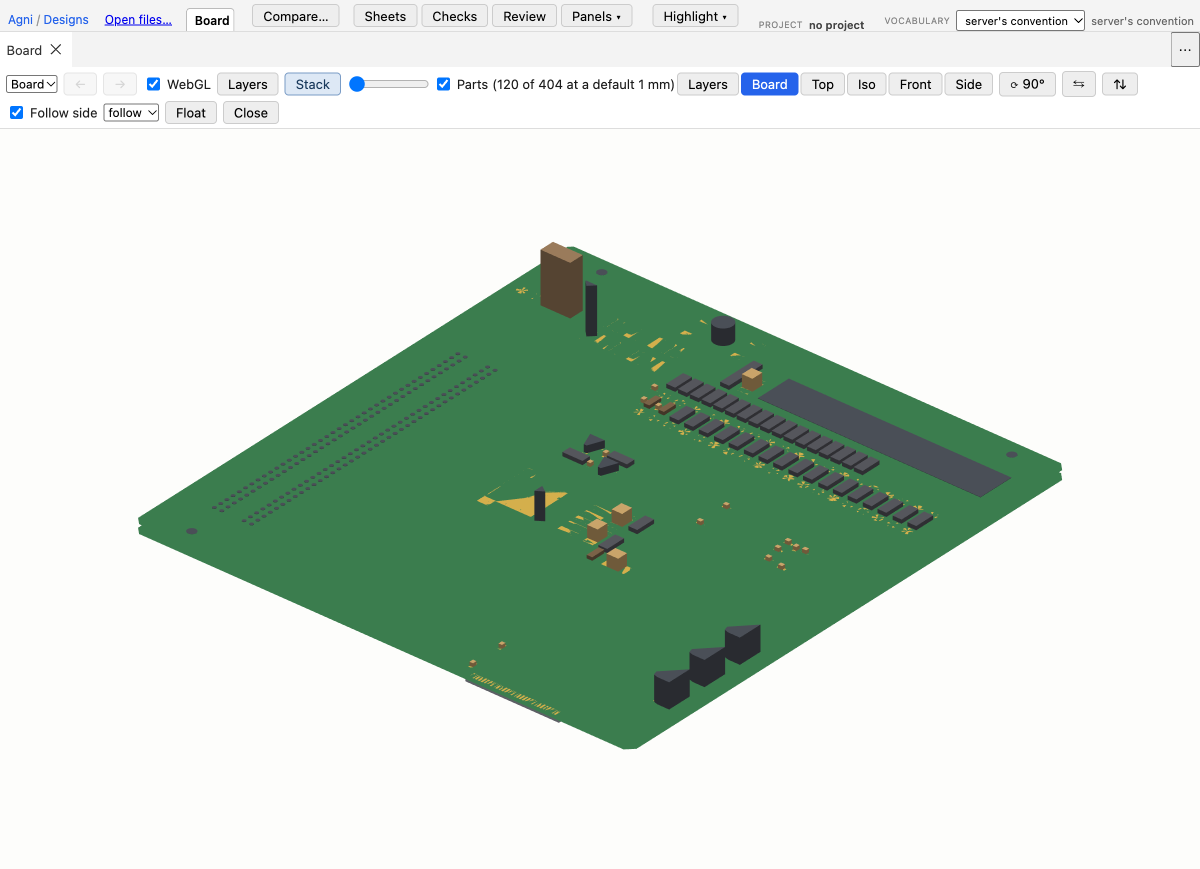 Agni / Designs Open files... Board Compare... Sheets Checks Review Panels ▾ Highlight ▾ PROJECT no project VOCABULARY server's convention server's convention
Board ✕ ...
Board ← → WebGL Layers Stack Parts (120 of 404 at a default 1 mm) Layers Board Top Iso Front Side ⟳ 90° ⇆ ⇅
Follow side follow Float Close